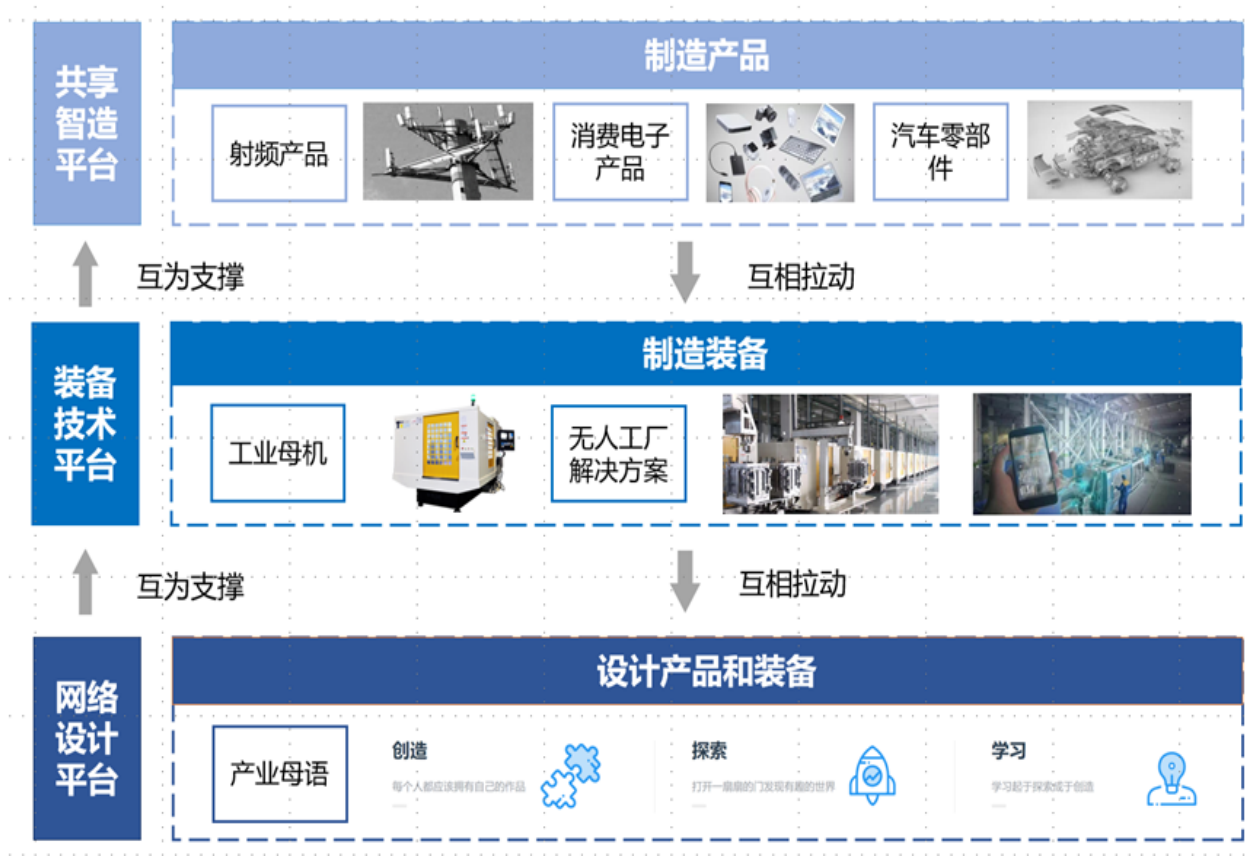 共享
智造
平台
制造产品
射频产品
消费电子
产品
汽车零部
件
互为支撑
互相拉动
装备
技术
平台
制造装备
工业母机
无人工厂
解决方案
互为支撑
互相拉动
网络
设计
平台
设计产品和装备
产业母语
创造
每个人都应该拥有自己的作品
探索
打开一扇扇的门发现有趣的世界
学习
学习起于探索成于创造